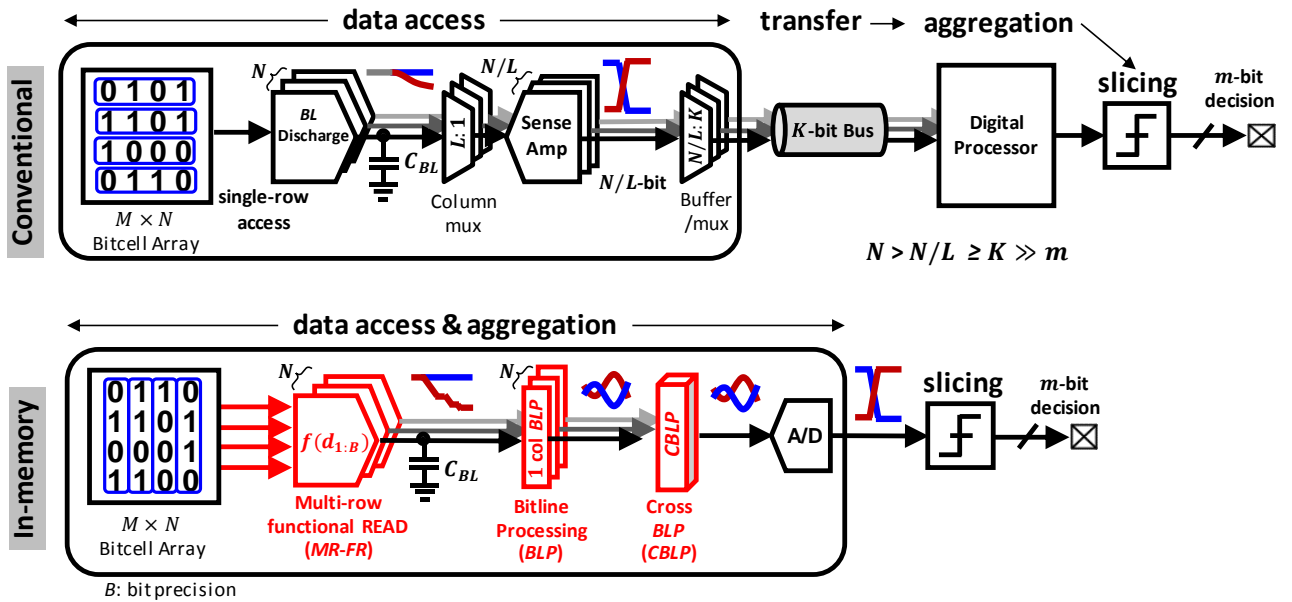 data access
transfer
aggregation
Conventional
0 1 0 1
1 1 0 1
1 0 0 0
0 1 1 0
M × N
Bitcell Array
single-row
access
N
BL
Discharge
C_BL
L: 1
Column
mux
N/L
Sense
Amp
N/L-bit
N/L: K
Buffer
/mux
K-bit Bus
Digital
Processor
slicing
m-bit
decision
N > N/L ≥ K ≫ m
data access & aggregation
In-memory
0 1 1 0
1 1 0 1
0 0 0 1
1 1 0 0
M × N
Bitcell Array
N
f(d_{1:B})
Multi-row
functional READ
(MR-FR)
C_BL
N
1 col BLP
Bitline
Processing
(BLP)
CBLP
Cross
BLP
(CBLP)
A/D
slicing
m-bit
decision
B: bit precision